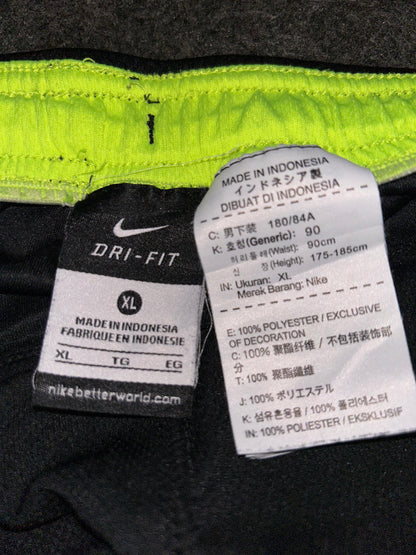 DRI-FIT
XL
MADE IN INDONESIA
FABRIQUE EN INDONESIE
XL TG EG
nikebetterworld.com
MADE IN INDONESIA
インドネシア製
DIBUAT DI INDONESIA
C: 男下装 180/84A
K: 호칭(Generic): 90
허리둘레(Waist): 90cm
신 장(Height): 175-185cm
IN: Ukuran: XL
Merek Barang: Nike
E: 100% POLYESTER / EXCLUSIVE
OF DECORATION
C: 100% 聚酯纤维 / 不包括装饰部
分
T: 100% 聚酯纖維
J: 100% ポリエステル
K: 섬유혼용율 / 100% 폴리에스터
IN: 100% POLIESTER / EKSKLUSIF